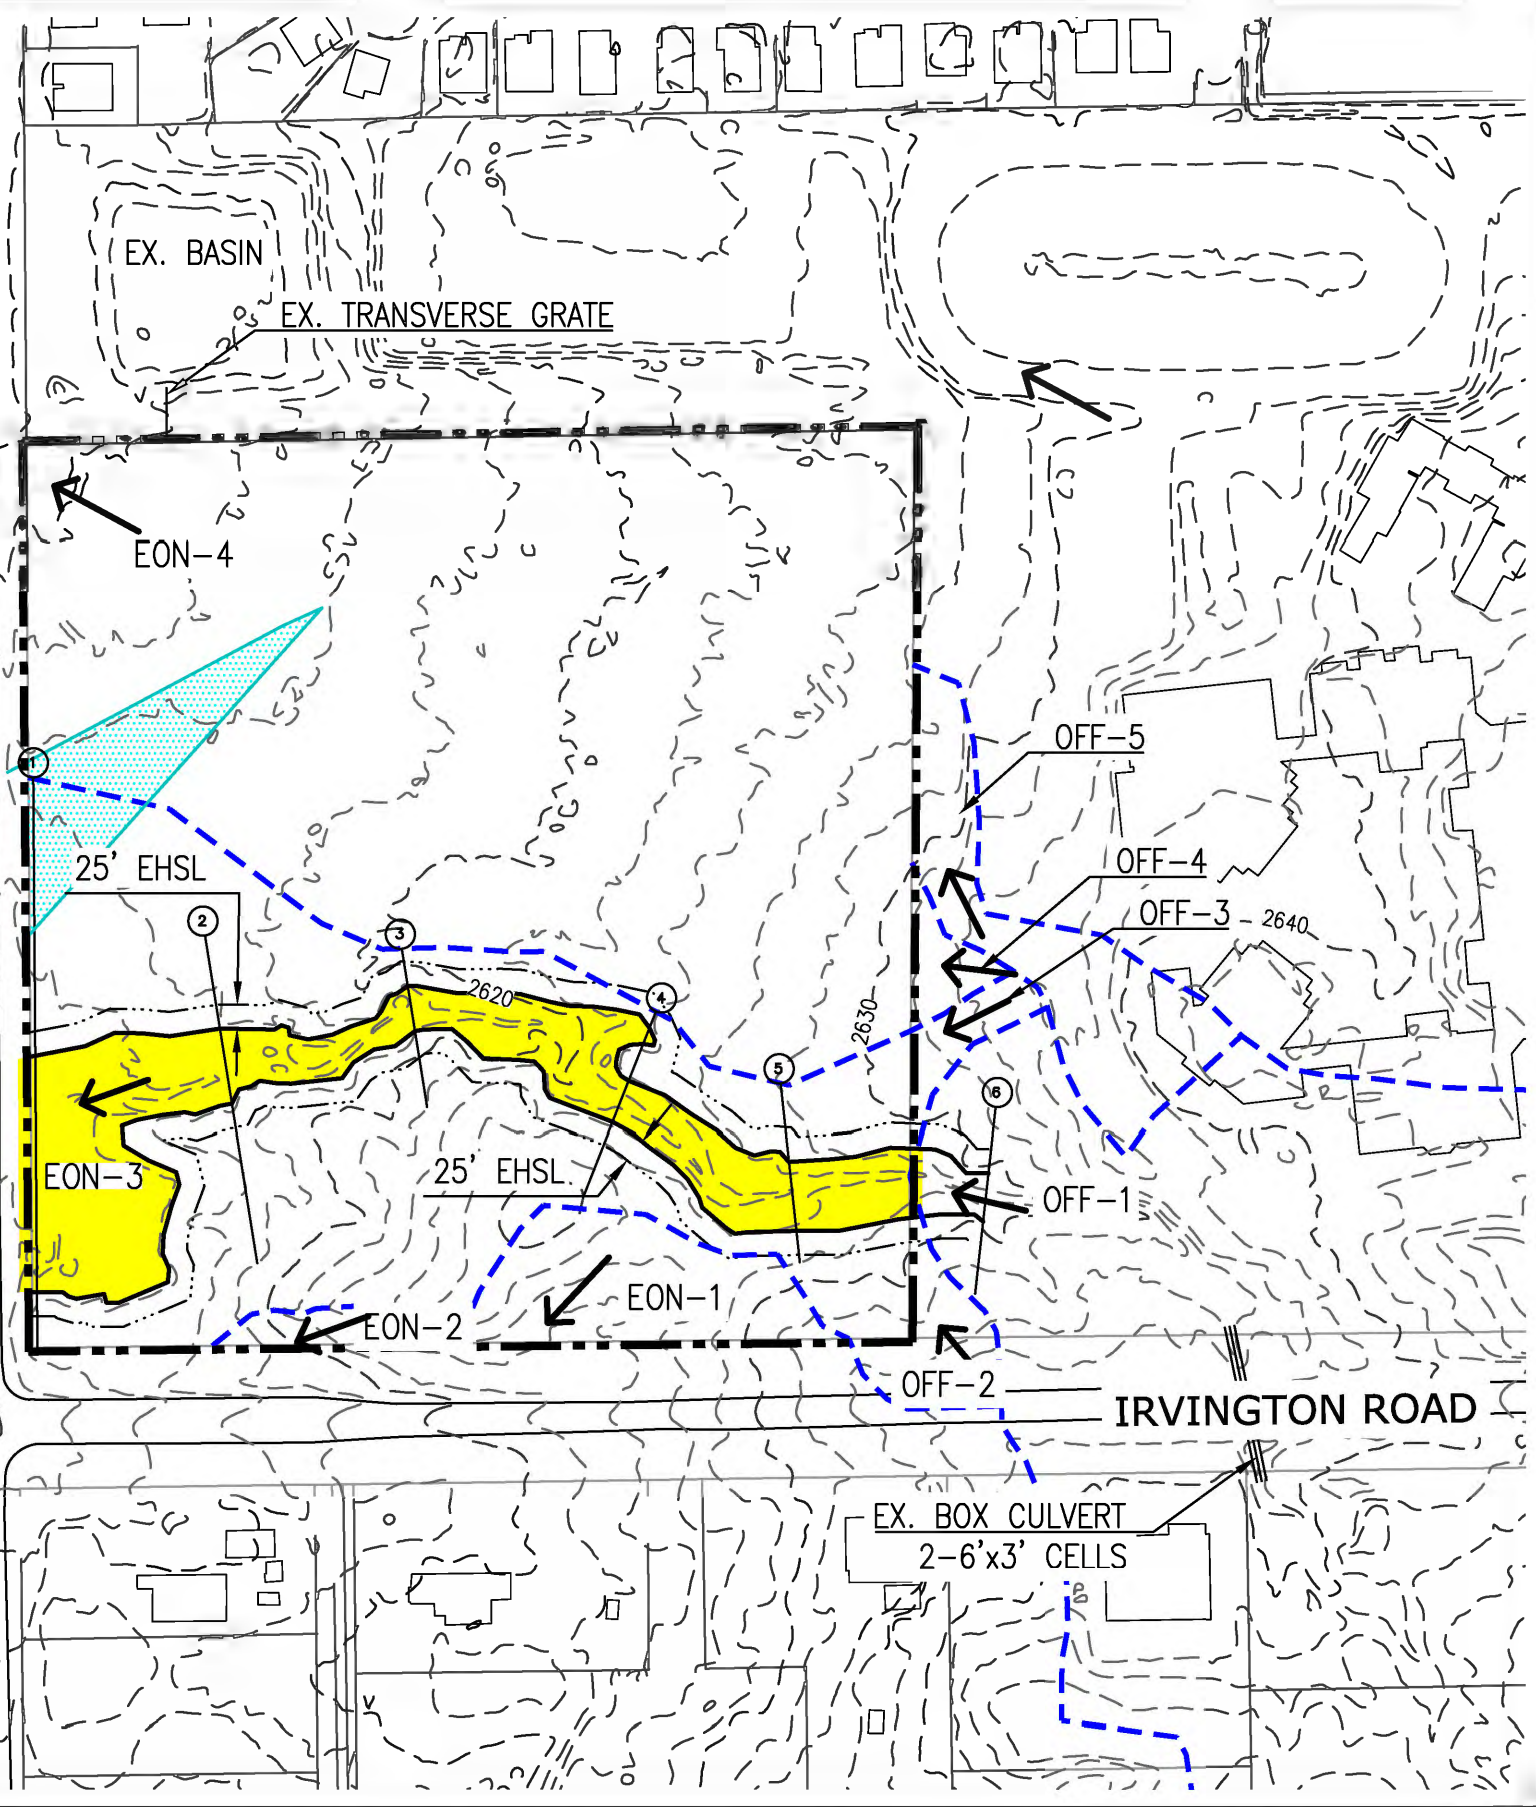 EX. BASIN
EX. TRANSVERSE GRATE
EON-4
OFF-5
1
25' EHSL
OFF-4
2
3
OFF-3
2640
2620
4
2630
5
6
EON-3
25' EHSL
OFF-1
EON-1
EON-2
OFF-2
IRVINGTON ROAD
EX. BOX CULVERT
2-6'x3' CELLS